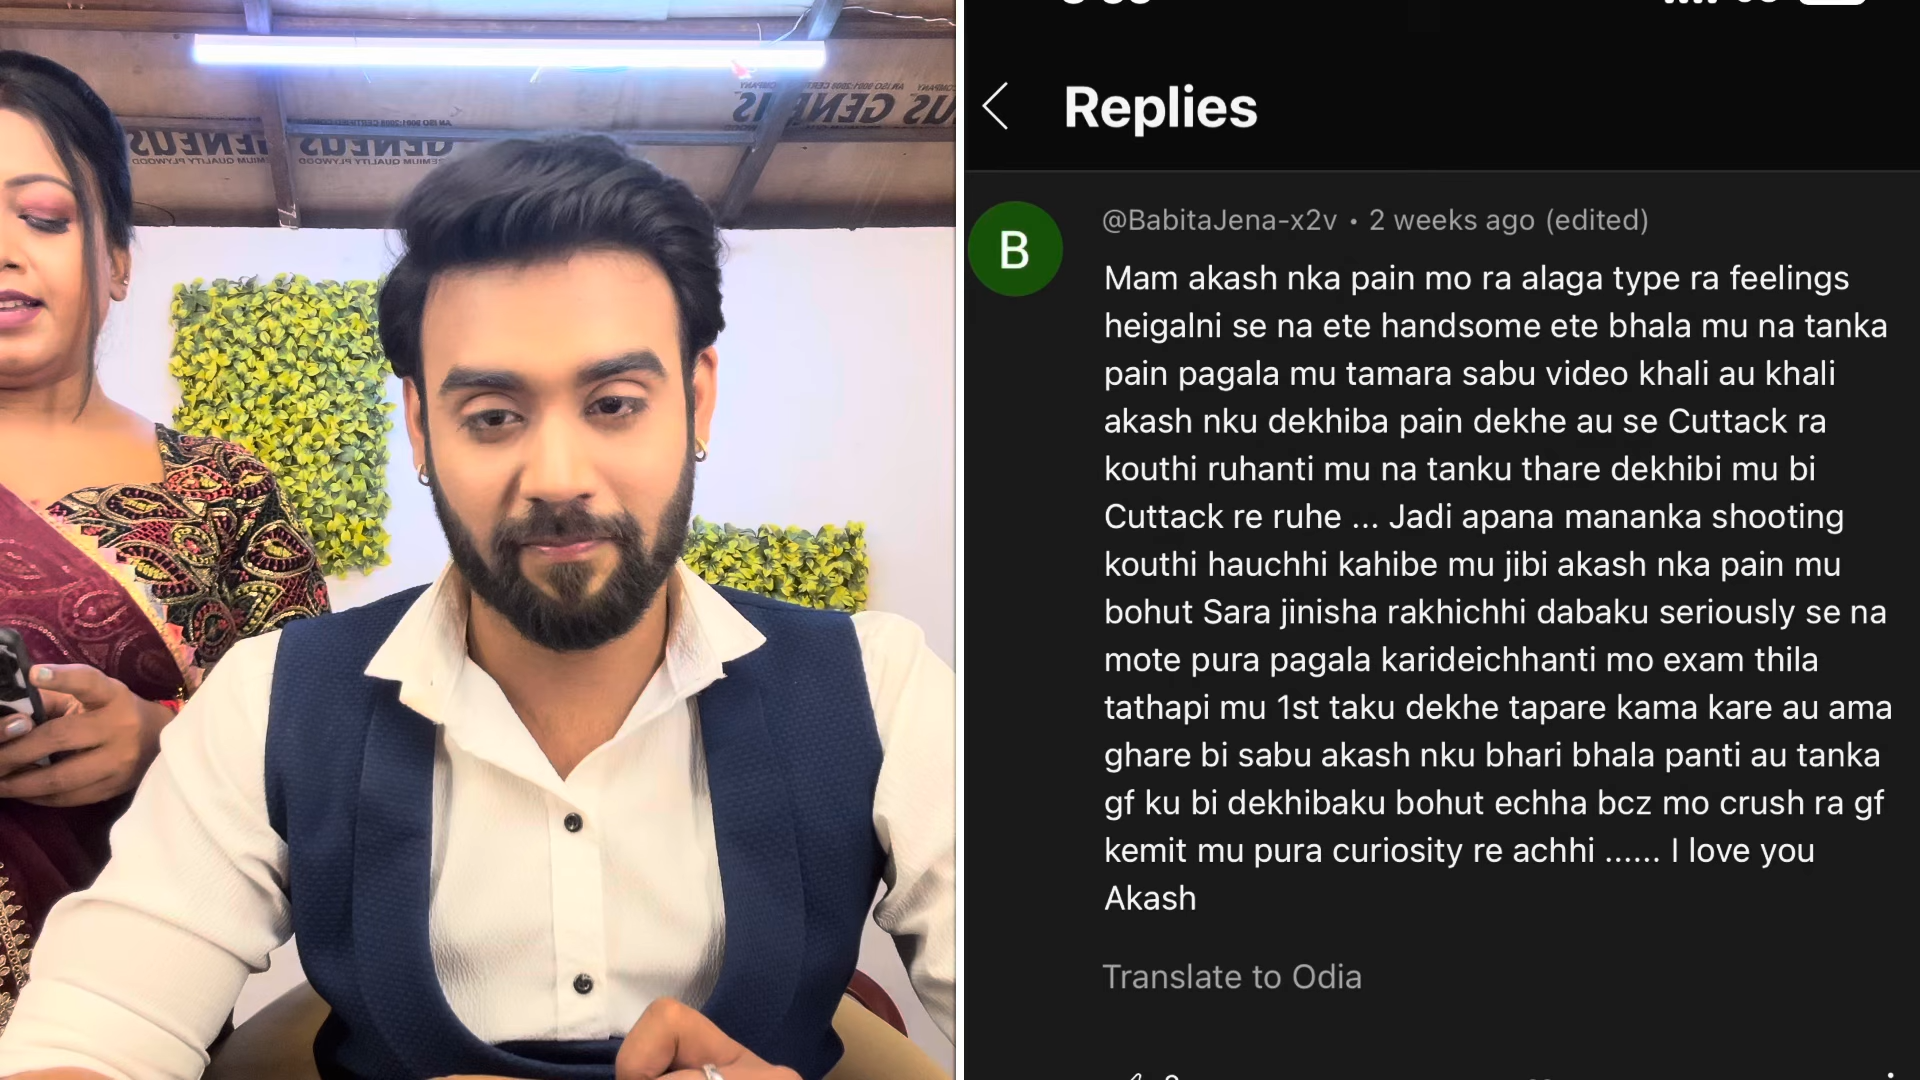 GENEUS
GENEUS
GENEUS
Replies
B
@BabitaJena-x2v • 2 weeks ago (edited)
Mam akash nka pain mo ra alaga type ra feelings
heigalni se na ete handsome ete bhala mu na tanka
pain pagala mu tamara sabu video khali au khali
akash nku dekhiba pain dekhe au se Cuttack ra
kouthi ruhanti mu na tanku thare dekhibi mu bi
Cuttack re ruhe ... Jadi apana mananka shooting
kouthi hauchhi kahibe mu jibi akash nka pain mu
bohut Sara jinisha rakhichhi dabaku seriously se na
mote pura pagala karideichhanti mo exam thila
tathapi mu 1st taku dekhe tapare kama kare au ama
ghare bi sabu akash nku bhari bhala panti au tanka
gf ku bi dekhibaku bohut echha bcz mo crush ra gf
kemit mu pura curiosity re achhi ...... I love you
Akash
Translate to Odia